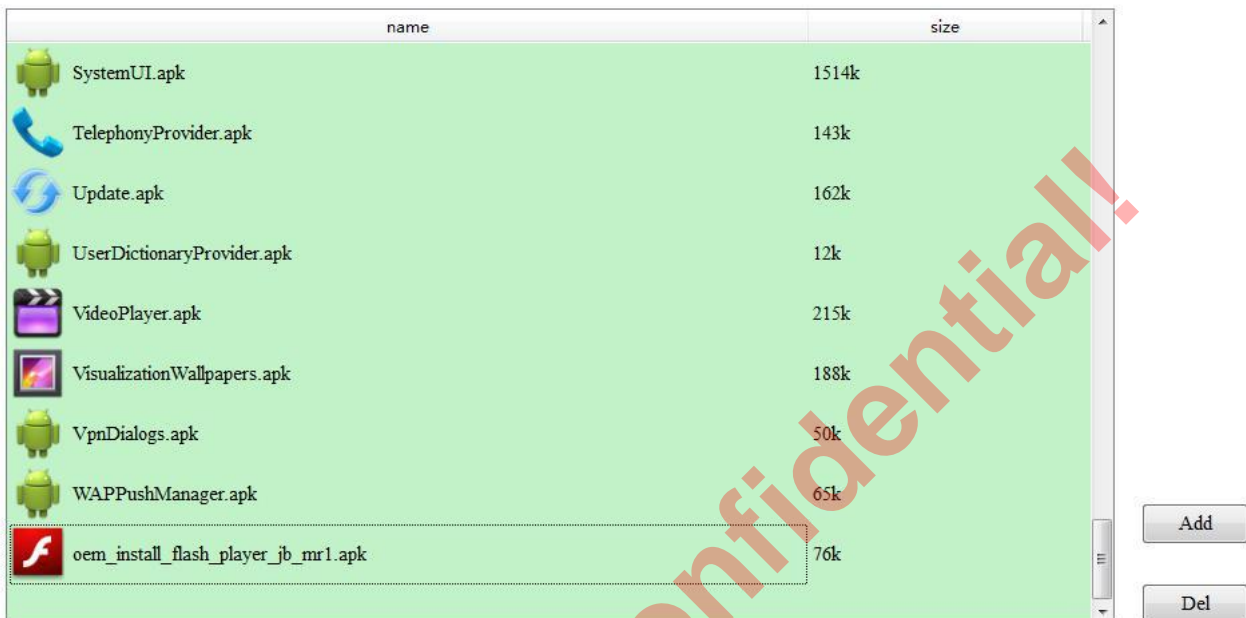 name size
SystemUI.apk 1514k
TelephonyProvider.apk 143k
Update.apk 162k
UserDictionaryProvider.apk 12k
VideoPlayer.apk 215k
VisualizationWallpapers.apk 188k
VpnDialogs.apk 50k
WAPPushManager.apk 65k
oem_install_flash_player_jb_mr1.apk 76k
Add
Del
onfidential!